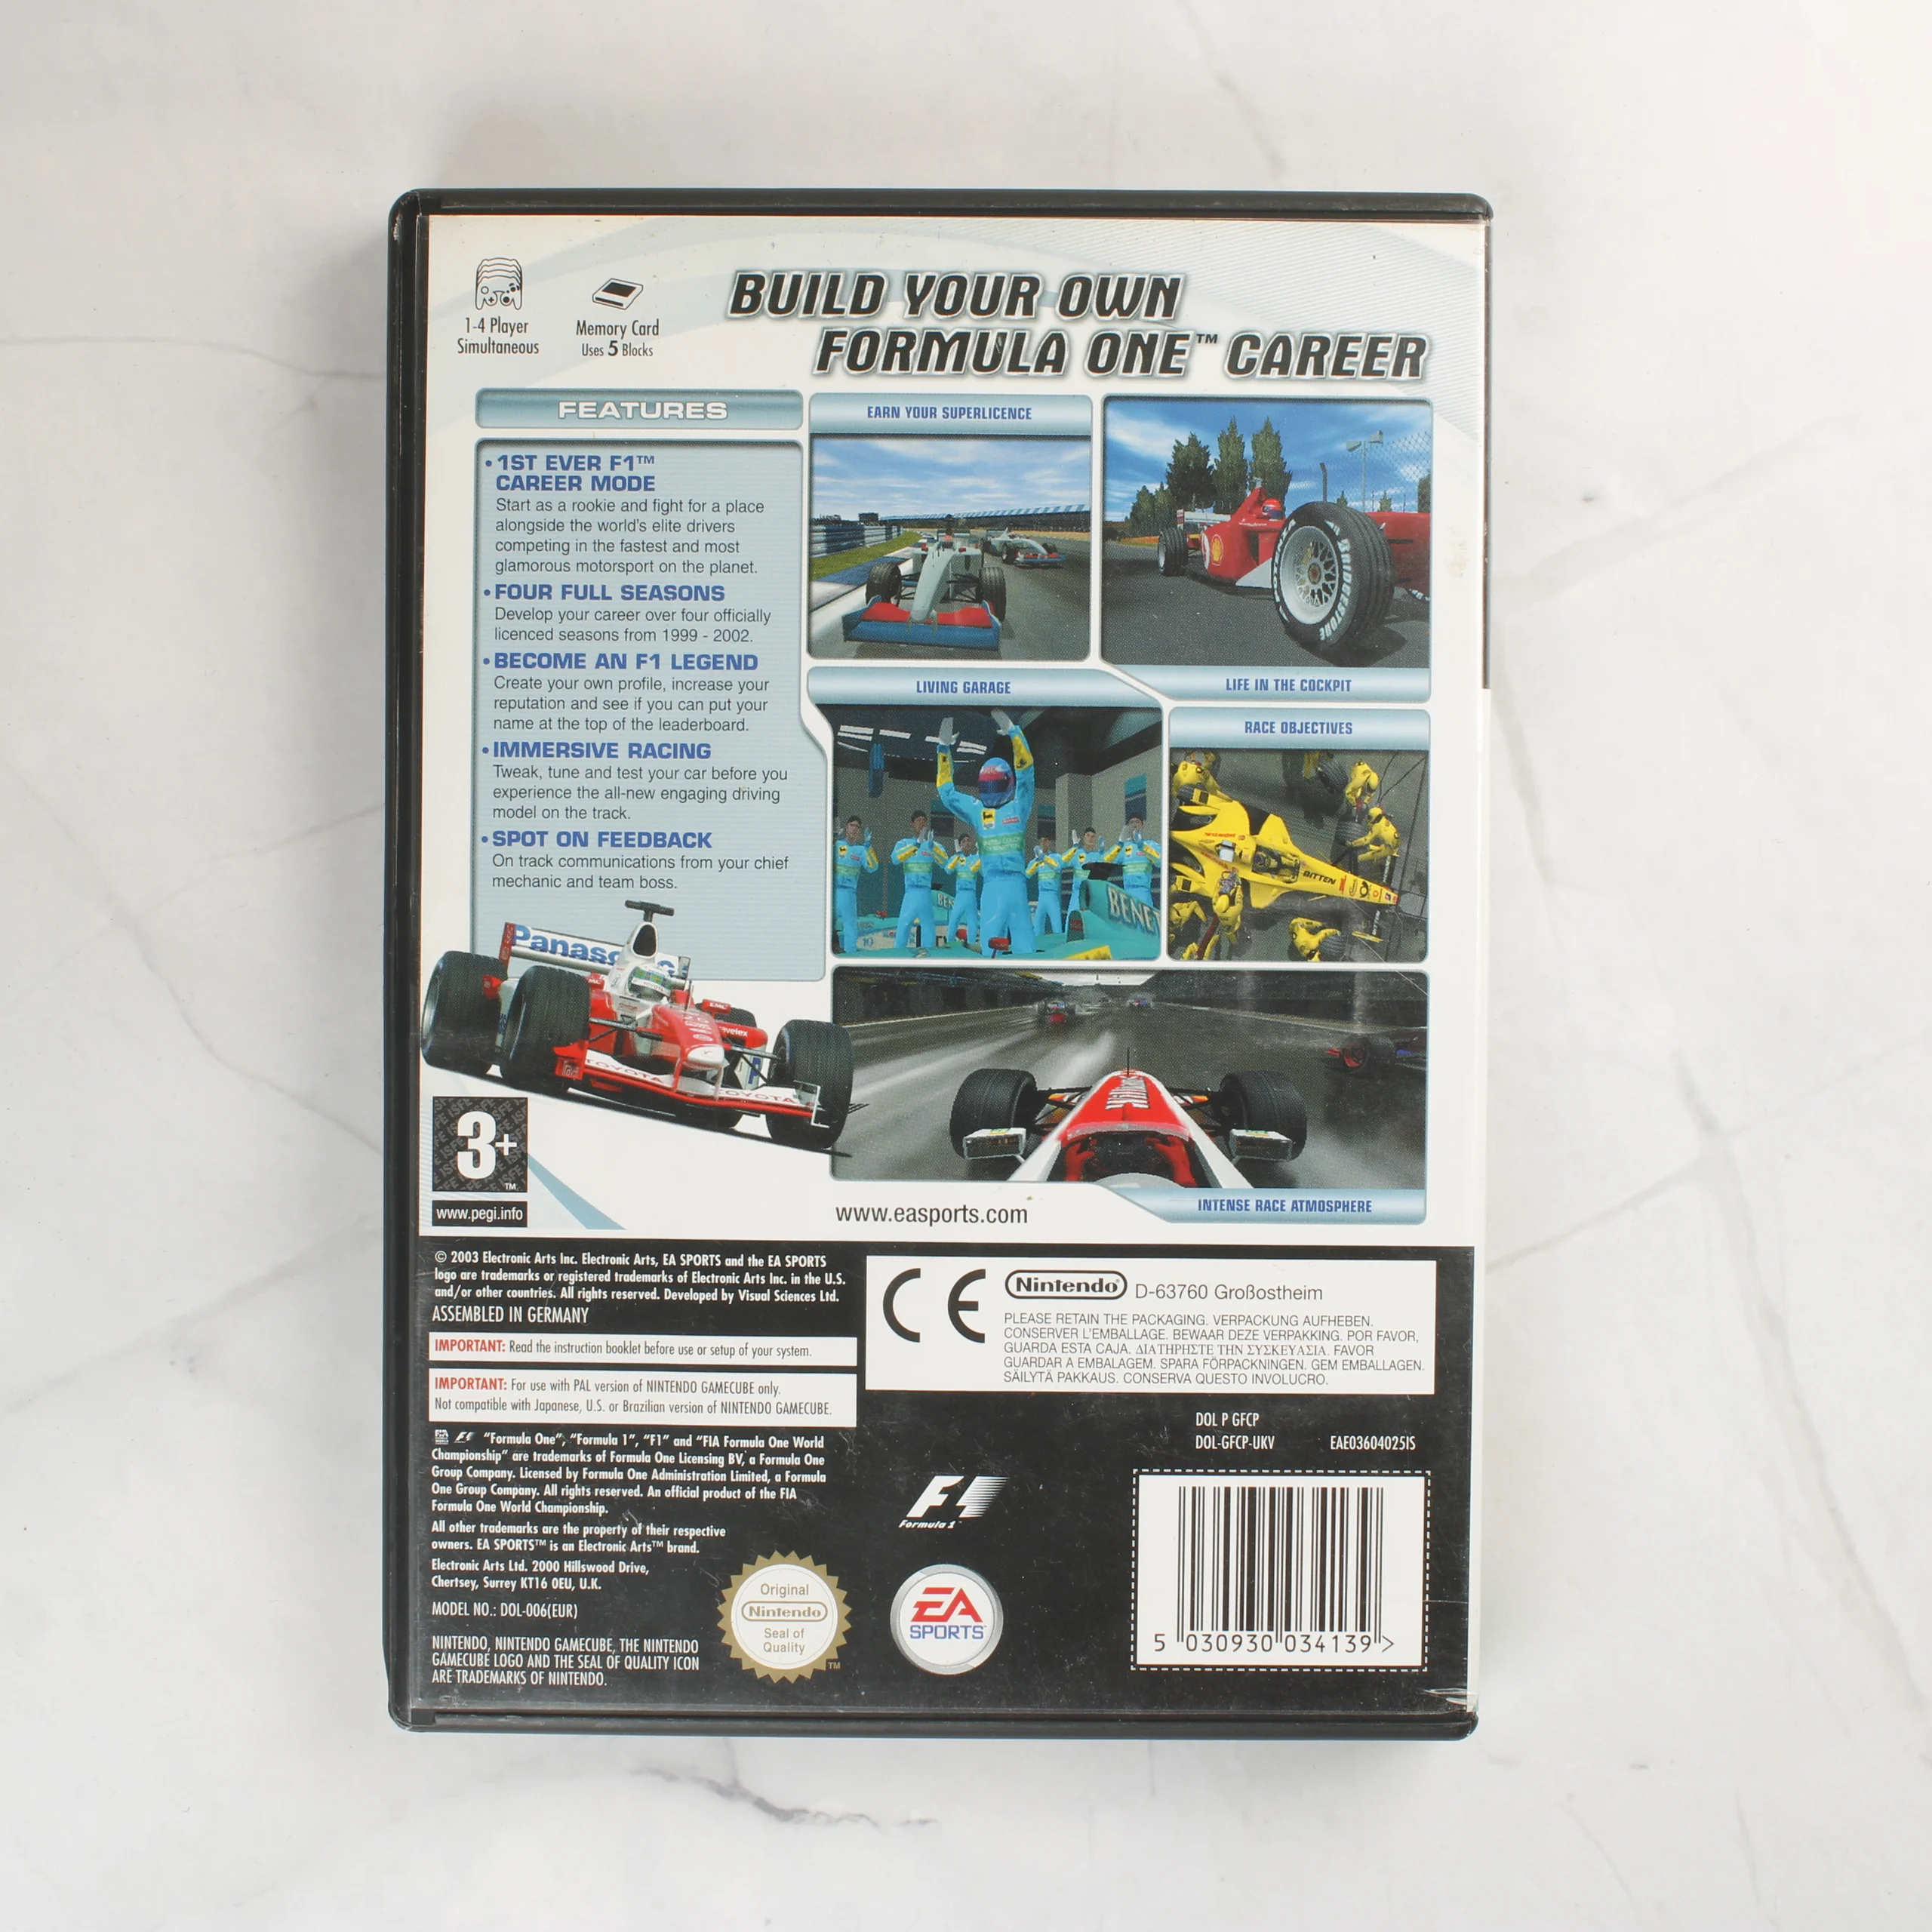 1-4 Player
Simultaneous
Memory Card
Uses 5 Blocks
BUILD YOUR OWN
FORMULA ONE™ CAREER
FEATURES
• 1ST EVER F1™
CAREER MODE
Start as a rookie and fight for a place
alongside the world's elite drivers
competing in the fastest and most
glamorous motorsport on the planet.
• FOUR FULL SEASONS
Develop your career over four officially
licenced seasons from 1999 - 2002.
• BECOME AN F1 LEGEND
Create your own profile, increase your
reputation and see if you can put your
name at the top of the leaderboard.
• IMMERSIVE RACING
Tweak, tune and test your car before you
experience the all-new engaging driving
model on the track.
• SPOT ON FEEDBACK
On track communications from your chief
mechanic and team boss.
EARN YOUR SUPERLICENCE
BRIDGESTONE
LIFE IN THE COCKPIT
LIVING GARAGE
BENET
RACE OBJECTIVES
BITTEN
Panaso
TOYOTA
TOYOTA
INTENSE RACE ATMOSPHERE
3+
™
www.pegi.info
www.easports.com
© 2003 Electronic Arts Inc. Electronic Arts, EA SPORTS and the EA SPORTS
logo are trademarks or registered trademarks of Electronic Arts Inc. in the U.S.
and/or other countries. All rights reserved. Developed by Visual Sciences Ltd.
ASSEMBLED IN GERMANY
IMPORTANT: Read the instruction booklet before use or setup of your system.
IMPORTANT: For use with PAL version of NINTENDO GAMECUBE only.
Not compatible with Japanese, U.S. or Brazilian version of NINTENDO GAMECUBE.
"Formula One", "Formula 1", "F1" and "FIA Formula One World
Championship" are trademarks of Formula One Licensing BV, a Formula One
Group Company. Licensed by Formula One Administration Limited, a Formula
One Group Company. All rights reserved. An official product of the FIA
Formula One World Championship.
All other trademarks are the property of their respective
owners. EA SPORTS™ is an Electronic Arts™ brand.
Electronic Arts Ltd. 2000 Hillswood Drive,
Chertsey, Surrey KT16 0EU, U.K.
MODEL NO.: DOL-006(EUR)
NINTENDO, NINTENDO GAMECUBE, THE NINTENDO
GAMECUBE LOGO AND THE SEAL OF QUALITY ICON
ARE TRADEMARKS OF NINTENDO.
Original
Nintendo
Seal of
Quality
™
CE
Nintendo® D-63760 Großostheim
PLEASE RETAIN THE PACKAGING. VERPACKUNG AUFHEBEN.
CONSERVER L'EMBALLAGE. BEWAAR DEZE VERPAKKING. POR FAVOR,
GUARDA ESTA CAJA. ΔΙΑΤΗΡΗΣΤΕ ΤΗΝ ΣΥΣΚΕΥΑΣΙΑ. FAVOR
GUARDAR A EMBALAGEM. SPARA FÖRPACKNINGEN. GEM EMBALLAGEN.
SÄILYTÄ PAKKAUS. CONSERVA QUESTO INVOLUCRO.
DOL P GFCP
DOL-GFCP-UKV EAE03604025IS
F1
Formula 1™
EA
SPORTS™
5 030930 034139 >